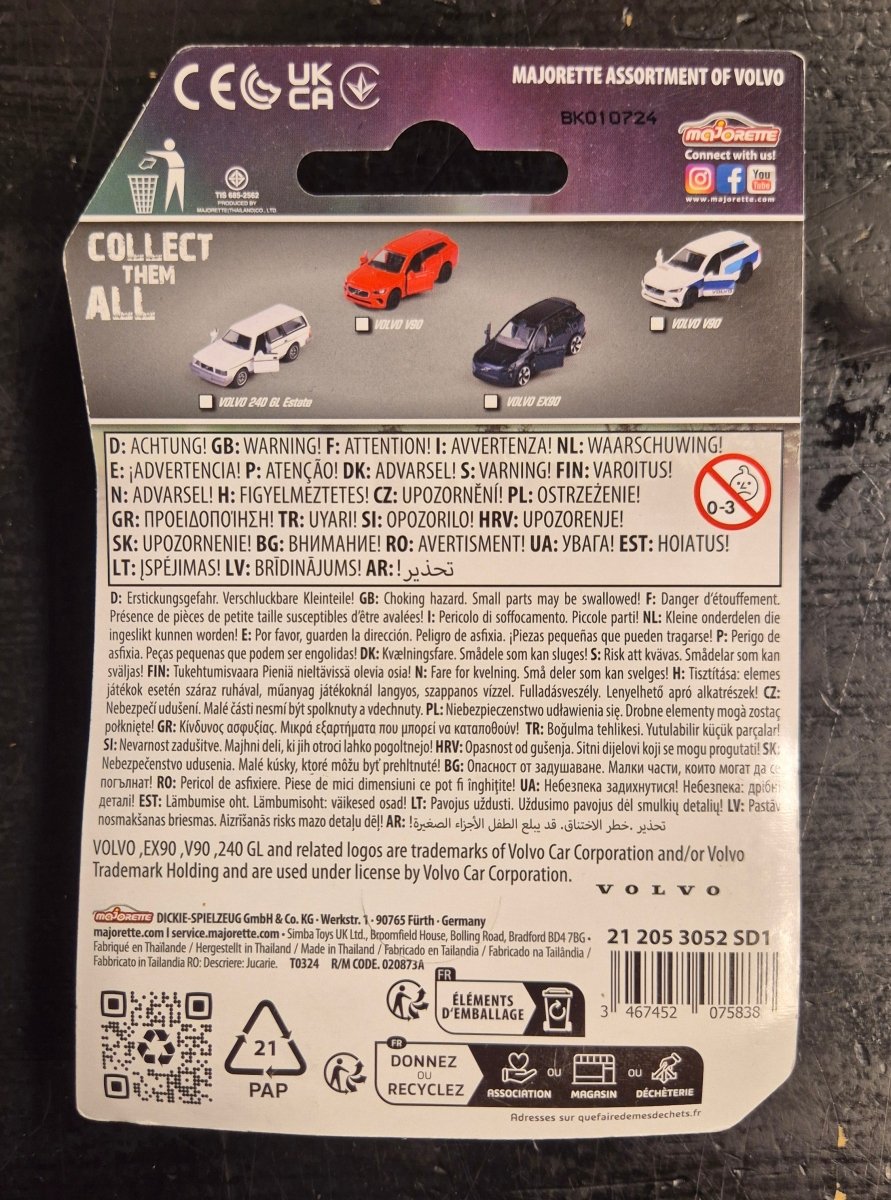 CE UK CA
MAJORETTE ASSORTMENT OF VOLVO
BK010724
MAJORETTE
Connect with us!
You Tube
www.majorette.com
TIS 685-2562
PRODUCED BY
MAJORETTE(THAILAND)CO., LTD.
COLLECT
THEM
ALL
VOLVO V90
VOLVO V90
VOLVO 240 GL Estate
VOLVO EX90
D: ACHTUNG! GB: WARNING! F: ATTENTION! I: AVVERTENZA! NL: WAARSCHUWING!
E: ¡ADVERTENCIA! P: ATENÇÃO! DK: ADVARSEL! S: VARNING! FIN: VAROITUS!
N: ADVARSEL! H: FIGYELMÉZTETES! CZ: UPOZORNĚNÍ! PL: OSTRZEŻENIE!
GR: ΠΡΟΕΙΔΟΠΟΊΗΣΗ! TR: UYARI! SI: OPOZORILO! HRV: UPOZORENJE!
SK: UPOZORNENIE! BG: ВНИМАНИЕ! RO: AVERTISMENT! UA: УВАГА! EST: HOIATUS!
LT: ĮSPĖJIMAS! LV: BRĪDINĀJUMS! AR: تحذير!
0-3
D: Erstickungsgefahr. Verschluckbare Kleinteile! GB: Choking hazard. Small parts may be swallowed! F: Danger d'étouffement.
Présence de pièces de petite taille susceptibles d'être avalées! I: Pericolo di soffocamento. Piccole parti! NL: Kleine onderdelen die
ingeslikt kunnen worden! E: Por favor, guarden la dirección. Peligro de asfixia. ¡Piezas pequeñas que pueden tragarse! P: Perigo de
asfixia. Peças pequenas que podem ser engolidas! DK: Kvælningsfare. Smådele som kan sluges! S: Risk att kvävas. Smådelar som kan
sväljas! FIN: Tukehtumisvaara Pieniä nieltävissä olevia osia! N: Fare for kvelning. Små deler som kan svelges! H: Tisztítása: elemes
játékok esetén száraz ruhával, műanyag játékoknál langyos, szappanos vízzel. Fulladásveszély. Lenyelhető apró alkatrészek! CZ:
Nebezpečí udušení. Malé části nesmí být spolknuty a vdechnuty. PL: Niebezpieczenstwo udławienia się. Drobne elementy mogà zostaç
połknięte! GR: Κίνδυνος ασφυξίας. Μικρά εξαρτήματα που μπορεί να καταποθούν! TR: Boğulma tehlikesi. Yutulabilir küçük parçalar!
SI: Nevarnost zadušitve. Majhni deli, ki jih otroci lahko pogoltnejo! HRV: Opasnost od gušenja. Sitni dijelovi koji se mogu progutati! SK:
Nebezpečenstvo udusenia. Malé kúsky, ktoré môžu byť prehltnuté! BG: Опасност от задушаване. Малки части, които могат да се
погълнат! RO: Pericol de asfixiere. Piese de mici dimensiuni ce pot fi înghițite! UA: Небезпека задихнутися! Небезпека: дрібні
деталі! EST: Lämbumise oht. Lämbumisoht: väikesed osad! LT: Pavojus uždusti. Uždusimo pavojus dėl smulkių detalių! LV: Pastāv
nosmakšanas briesmas. Aizrīšanās risks mazo detaļu dēļ! AR: تحذير .خطر الاختناق. قد يبلع الطفل الأجزاء الصغيرة!
VOLVO ,EX90 ,V90 ,240 GL and related logos are trademarks of Volvo Car Corporation and/or Volvo
Trademark Holding and are used under license by Volvo Car Corporation.
VOLVO
MAJORETTE DICKIE-SPIELZEUG GmbH & Co. KG · Werkstr. 1 · 90765 Fürth · Germany
majorette.com I service.majorette.com · Simba Toys UK Ltd., Broomfield House, Bolling Road, Bradford BD4 7BG ·
Fabriqué en Thaïlande / Hergestellt in Thailand / Made in Thailand / Fabricado en Tailandia / Fabricado na Tailândia /
Fabbricato in Tailandia RO: Descriere: Jucarie. T0324 R/M CODE. 020873A
21 205 3052 SD1
3 467452 075838
FR
ÉLÉMENTS
D'EMBALLAGE
21
PAP
FR
DONNEZ
OU
RECYCLEZ
ASSOCIATION OU MAGASIN OU DÉCHÈTERIE
Adresses sur quefairedemesdechets.fr